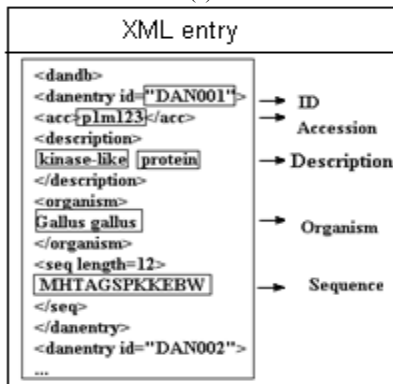 XML entry
<dandb>
<danentry id="DAN001">
ID
<acc>p1m123</acc>
Accession
<description>
kinase-like protein
Description
</description>
<organism>
Gallus gallus
Organism
</organism>
<seq length=12>
MHTAGSPKKEBW
Sequence
</seq>
</danentry>
<danentry id="DAN002">
...